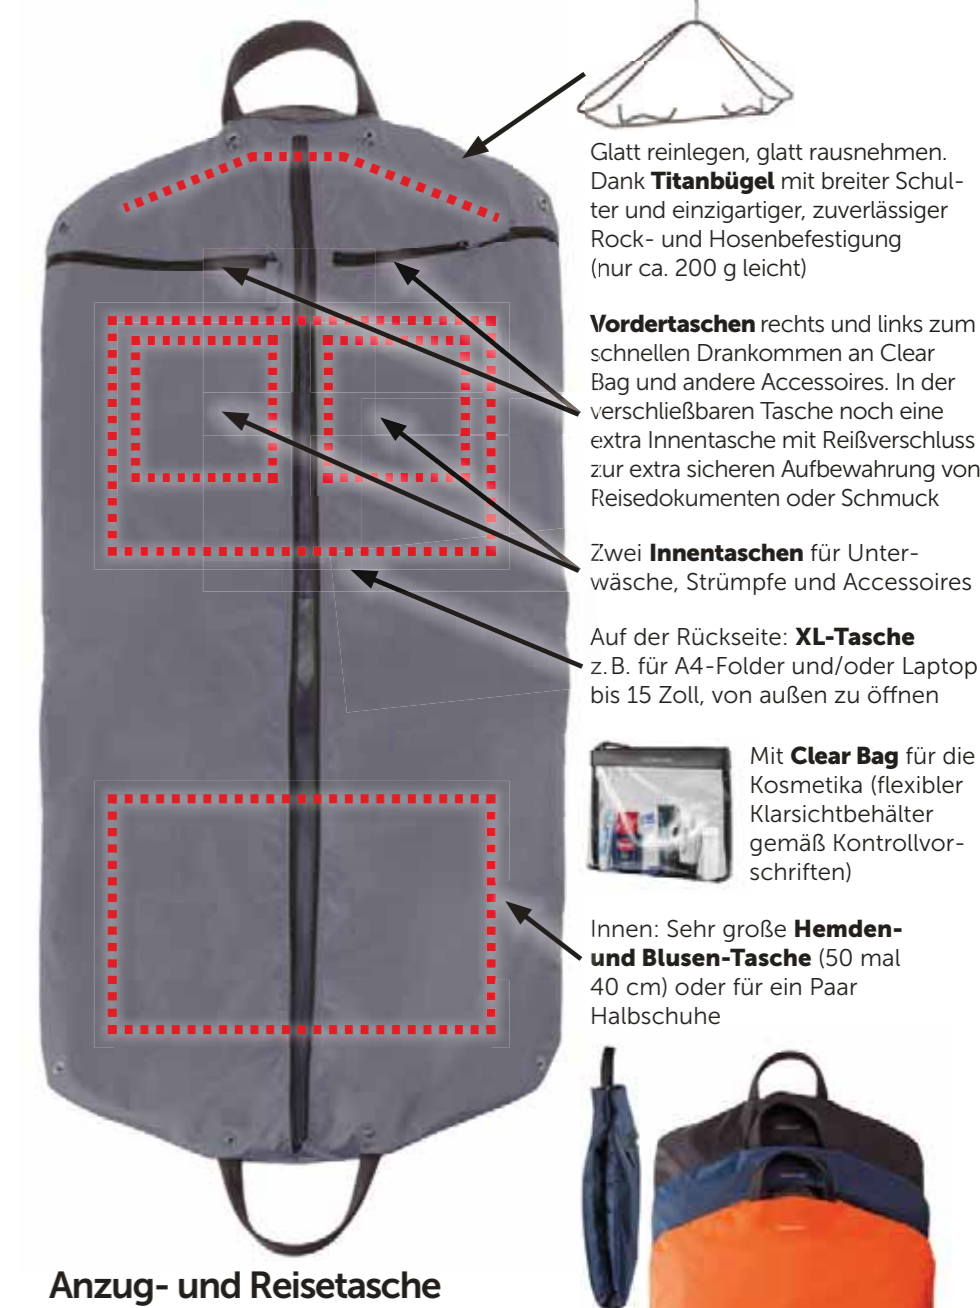 Glatt reinlegen, glatt rausnehmen.
Dank Titanbügel mit breiter Schul-
ter und einzigartiger, zuverlässiger
Rock- und Hosenbefestigung
(nur ca. 200 g leicht)
Vordertaschen rechts und links zum
schnellen Drankommen an Clear
Bag und andere Accessoires. In der
verschließbaren Tasche noch eine
extra Innentasche mit Reißverschluss
zur extra sicheren Aufbewahrung von
Reisedokumenten oder Schmuck
Zwei Innentaschen für Unter-
wäsche, Strümpfe und Accessoires
Auf der Rückseite: XL-Tasche
z. B. für A4-Folder und/oder Laptop
bis 15 Zoll, von außen zu öffnen
Mit Clear Bag für die
Kosmetika (flexibler
Klarsichtbehälter
gemäß Kontrollvor-
schriften)
Innen: Sehr große Hemden-
und Blusen-Tasche (50 mal
40 cm) oder für ein Paar
Halbschuhe
Anzug- und Reisetasche